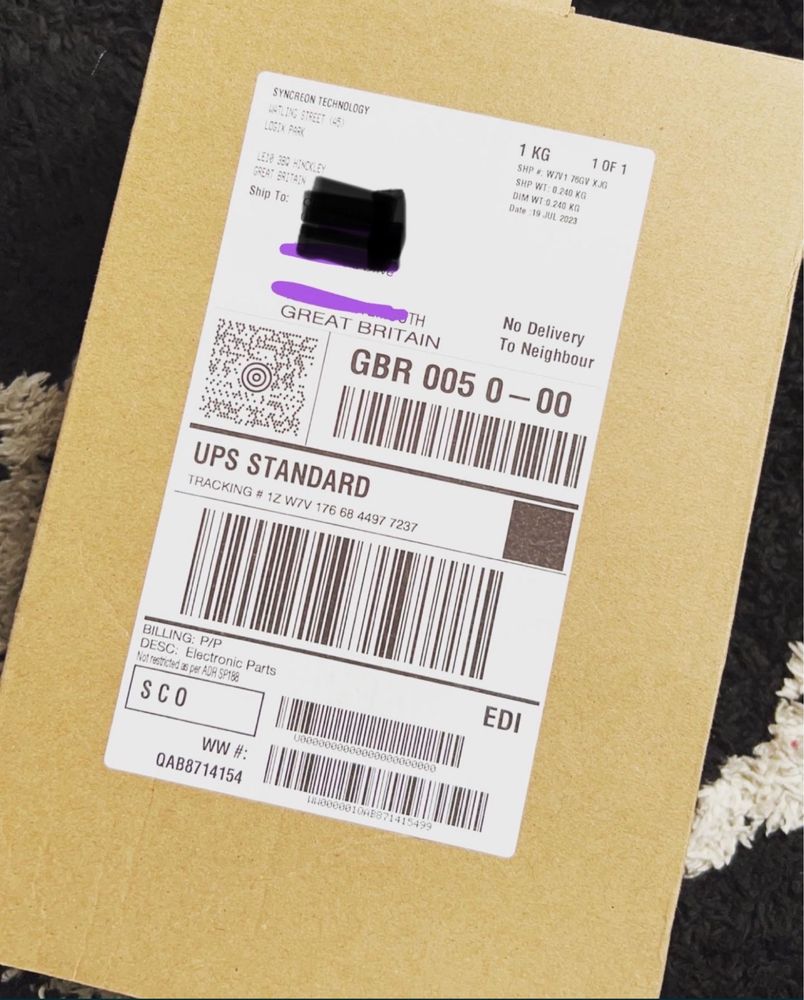 SYNCREON TECHNOLOGY
WATLING STREET (A5)
LOGIX PARK
LE10 3BQ HINCKLEY
GREAT BRITAIN
1 KG 1 OF 1
SHP #: W7V1 76GV XJG
SHP WT: 0.240 KG
DIM WT: 0.240 KG
Date : 19 JUL 2023
Ship To:
GREAT BRITAIN
No Delivery
To Neighbour
GBR 005 0–00
UPS STANDARD
TRACKING # 1Z W7V 176 68 4497 7237
BILLING: P/P
DESC: Electronic Parts
Not restricted as per ADR SP188
SCO
EDI
WW #:
QAB8714154